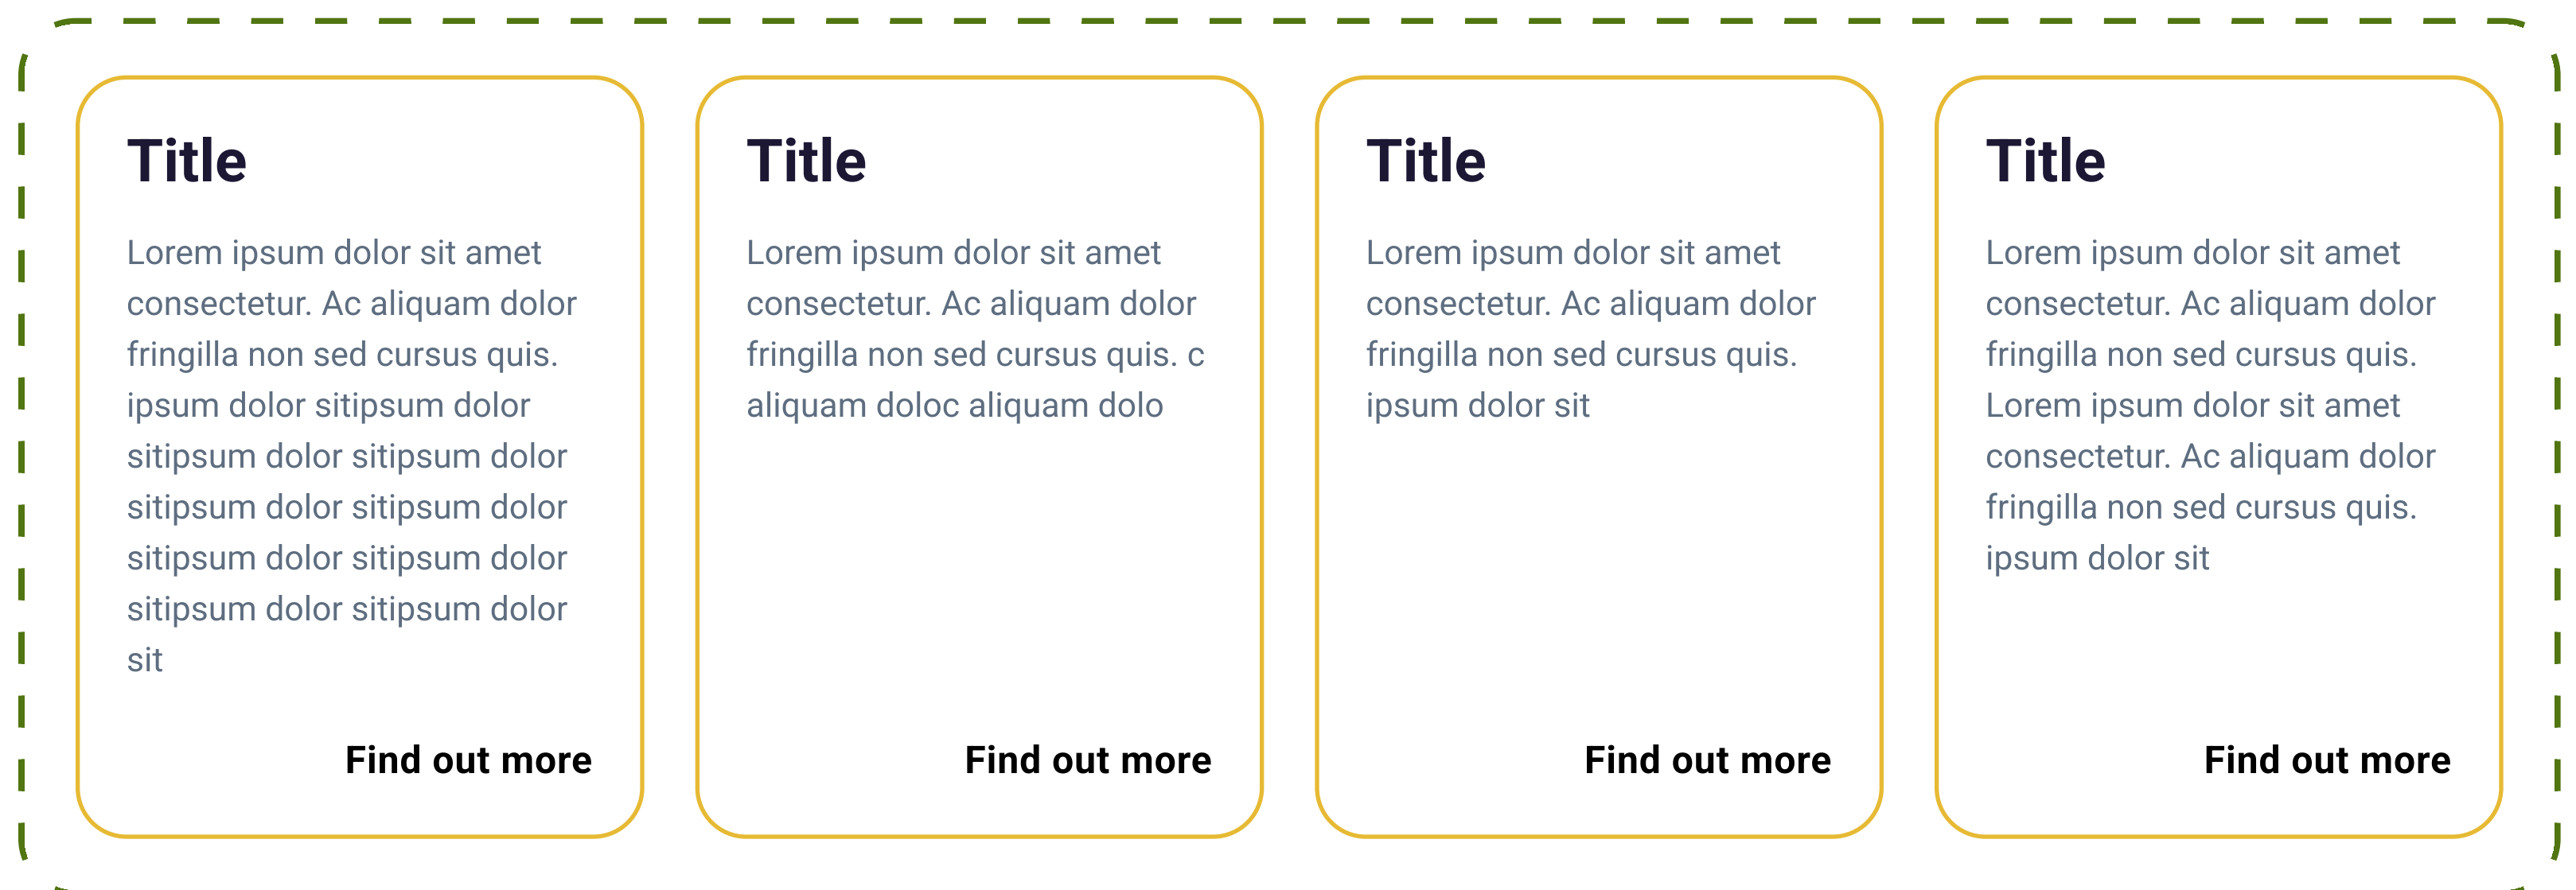 Title
Lorem ipsum dolor sit amet
consectetur. Ac aliquam dolor
fringilla non sed cursus quis.
ipsum dolor sitipsum dolor
sitipsum dolor sitipsum dolor
sitipsum dolor sitipsum dolor
sitipsum dolor sitipsum dolor
sitipsum dolor sitipsum dolor
sit
Find out more
Title
Lorem ipsum dolor sit amet
consectetur. Ac aliquam dolor
fringilla non sed cursus quis. c
aliquam doloc aliquam dolo
Find out more
Title
Lorem ipsum dolor sit amet
consectetur. Ac aliquam dolor
fringilla non sed cursus quis.
ipsum dolor sit
Find out more
Title
Lorem ipsum dolor sit amet
consectetur. Ac aliquam dolor
fringilla non sed cursus quis.
Lorem ipsum dolor sit amet
consectetur. Ac aliquam dolor
fringilla non sed cursus quis.
ipsum dolor sit
Find out more